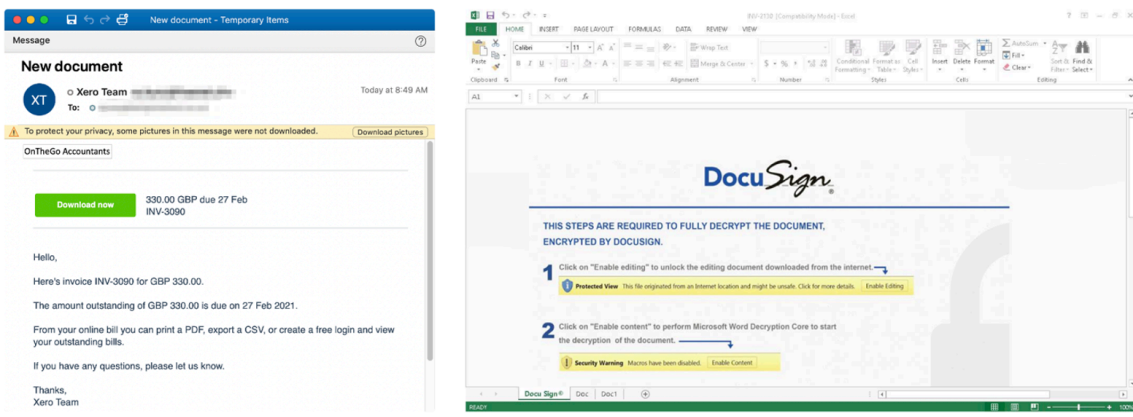 New document - Temporary Items
Message
New document
XT
Xero Team
To:
Today at 8:49 AM
To protect your privacy, some pictures in this message were not downloaded.
Download pictures
OnTheGo Accountants
Download now
330.00 GBP due 27 Feb
INV-3090
Hello,
Here's invoice INV-3090 for GBP 330.00.
The amount outstanding of GBP 330.00 is due on 27 Feb 2021.
From your online bill you can print a PDF, export a CSV, or create a free login and view
your outstanding bills.
If you have any questions, please let us know.
Thanks,
Xero Team
[Compatibility Mode] - Excel
FILE HOME INSERT PAGE LAYOUT FORMULAS DATA REVIEW VIEW
Paste
Calibri 11
B I U
Wrap Text
Merge & Center
Conditional Formatting
Format as Table
Cell Styles
Insert Delete Format
AutoSum
Fill
Clear
Sort & Filter
Find & Select
Clipboard Font Alignment Number Styles Cells Editing
A1
DocuSign
THIS STEPS ARE REQUIRED TO FULLY DECRYPT THE DOCUMENT,
ENCRYPTED BY DOCUSIGN.
1 Click on "Enable editing" to unlock the editing document downloaded from the internet.
Protected View This file originated from an Internet location and might be unsafe. Click for more details. Enable Editing
2 Click on "Enable content" to perform Microsoft Word Decryption Core to start
the decryption of the document.
Security Warning Macros have been disabled. Enable Content
Docu Sign® Doc Doc1
READY
100%